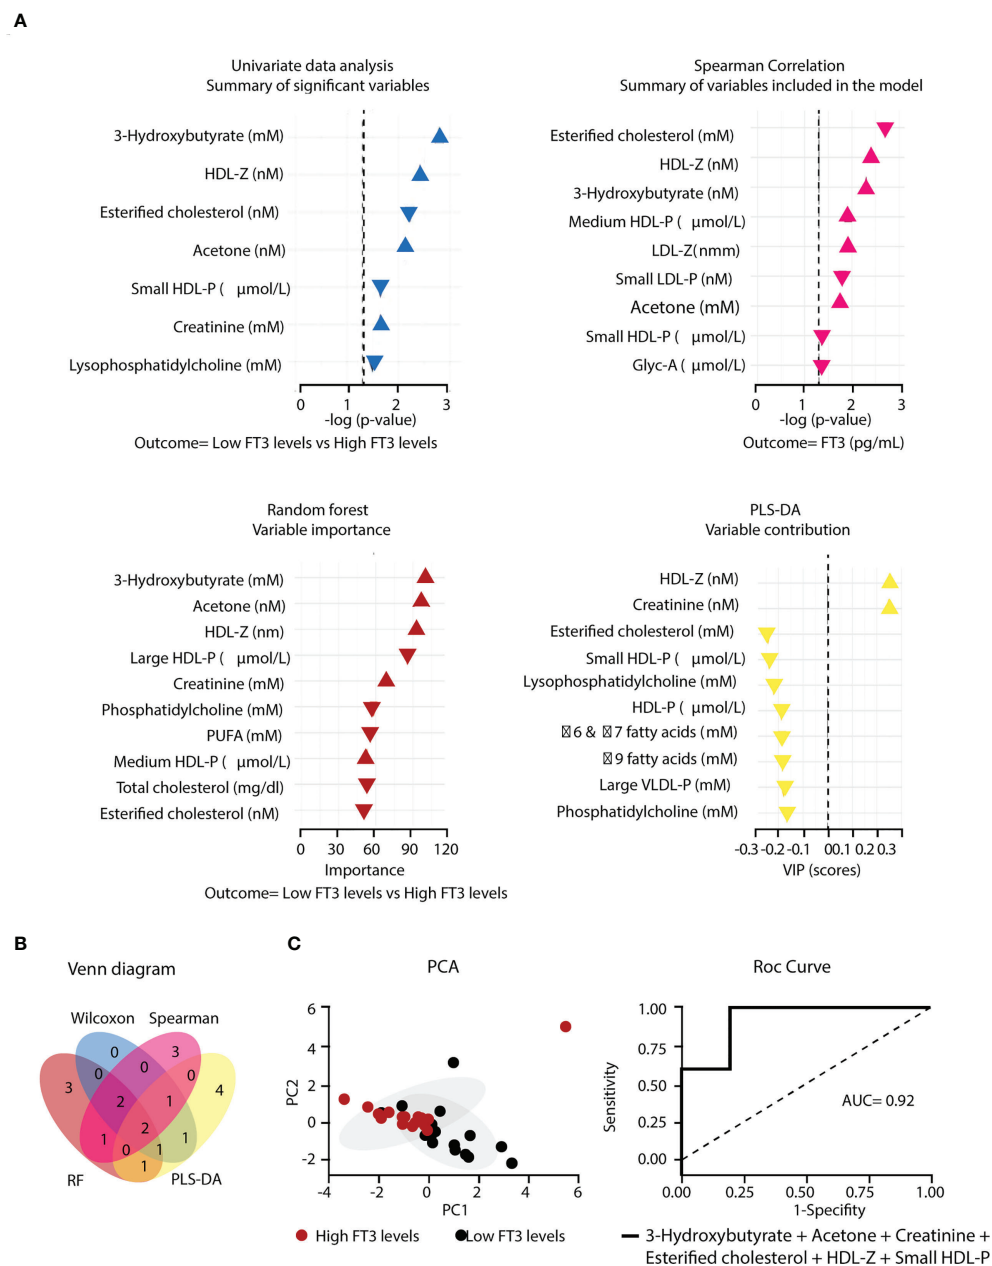 A
Univariate data analysis
Summary of significant variables
3-Hydroxybutyrate (mM)
HDL-Z (nM)
Esterified cholesterol (nM)
Acetone (nM)
Small HDL-P ( μmol/L)
Creatinine (mM)
Lysophosphatidylcholine (mM)
0 1 2 3
-log (p-value)
Outcome= Low FT3 levels vs High FT3 levels
Spearman Correlation
Summary of variables included in the model
Esterified cholesterol (mM)
HDL-Z (nM)
3-Hydroxybutyrate (nM)
Medium HDL-P ( μmol/L)
LDL-Z(nmm)
Small LDL-P (nM)
Acetone (mM)
Small HDL-P ( μmol/L)
Glyc-A ( μmol/L)
0 1 2 3
-log (p-value)
Outcome= FT3 (pg/mL)
Random forest
Variable importance
3-Hydroxybutyrate (mM)
Acetone (nM)
HDL-Z (nm)
Large HDL-P ( μmol/L)
Creatinine (mM)
Phosphatidylcholine (mM)
PUFA (mM)
Medium HDL-P ( μmol/L)
Total cholesterol (mg/dl)
Esterified cholesterol (nM)
0 30 60 90 120
Importance
Outcome= Low FT3 levels vs High FT3 levels
PLS-DA
Variable contribution
HDL-Z (nM)
Creatinine (nM)
Esterified cholesterol (mM)
Small HDL-P ( μmol/L)
Lysophosphatidylcholine (mM)
HDL-P ( μmol/L)
6 & 7 fatty acids (mM)
9 fatty acids (mM)
Large VLDL-P (mM)
Phosphatidylcholine (mM)
-0.3 -0.2 -0.1 0 0.1 0.2 0.3
VIP (scores)
B
Venn diagram
Wilcoxon Spearman
0 3
3 0 0 0 4
2 1
2
1 0 1 1
1
RF PLS-DA
C
PCA
6
4
2
0
-2
PC2
-4 -2 0 2 4 6
PC1
High FT3 levels Low FT3 levels
Roc Curve
1.00
0.75
0.50
0.25
0.00
Sensitivity
AUC= 0.92
0.00 0.25 0.50 0.75 1.00
1-Specifity
3-Hydroxybutyrate + Acetone + Creatinine +
Esterified cholesterol + HDL-Z + Small HDL-P